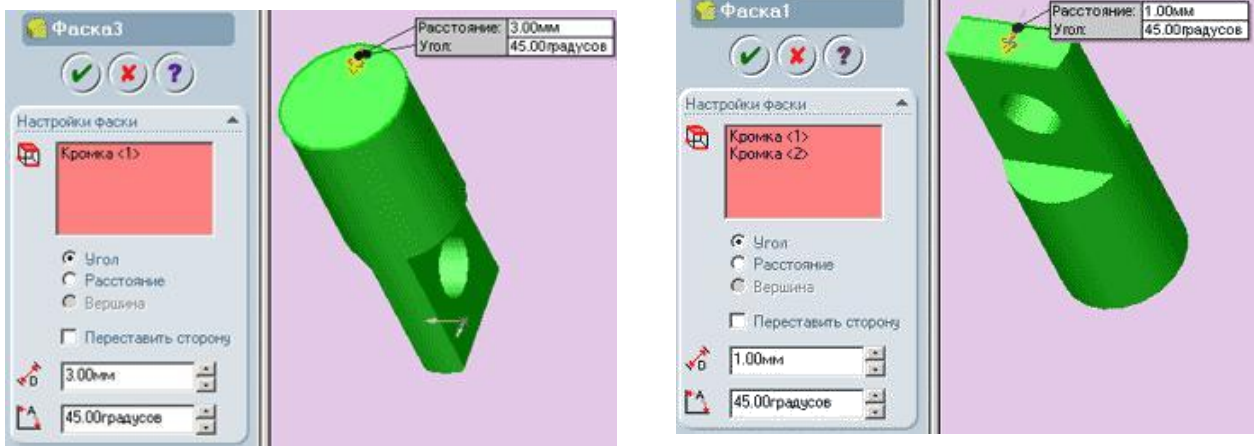 Фаска3
Расстояние: 3.00мм
Угол: 45.00градусов
Настройки фаски
Кромка <1>
Угол
Расстояние
Вершина
Переставить сторону
3.00мм
45.00градусов
Фаска1
Расстояние: 1.00мм
Угол: 45.00градусов
Настройки фаски
Кромка <1>
Кромка <2>
Угол
Расстояние
Вершина
Переставить сторону
1.00мм
45.00градусов